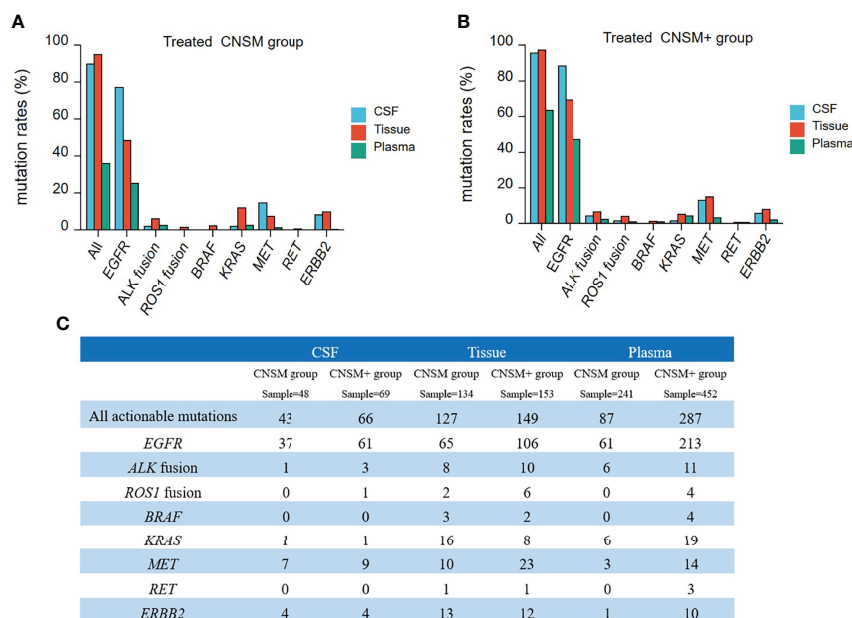 A
Treated CNSM group
mutation rates (%)
100
80
60
40
20
0
CSF
Tissue
Plasma
All
EGFR
ALK fusion
ROS1 fusion
BRAF
KRAS
MET
RET
ERBB2
B
Treated CNSM+ group
mutation rates (%)
100
80
60
40
20
0
CSF
Tissue
Plasma
All
EGFR
ALK fusion
ROS1 fusion
BRAF
KRAS
MET
RET
ERBB2
C
CSF Tissue Plasma
CNSM group CNSM+ group CNSM group CNSM+ group CNSM group CNSM+ group
Sample=48 Sample=69 Sample=134 Sample=153 Sample=241 Sample=452
All actionable mutations 43 66 127 149 87 287
EGFR 37 61 65 106 61 213
ALK fusion 1 3 8 10 6 11
ROS1 fusion 0 1 2 6 0 4
BRAF 0 0 3 2 0 4
KRAS 1 1 16 8 6 19
MET 7 9 10 23 3 14
RET 0 0 1 1 0 3
ERBB2 4 4 13 12 1 10